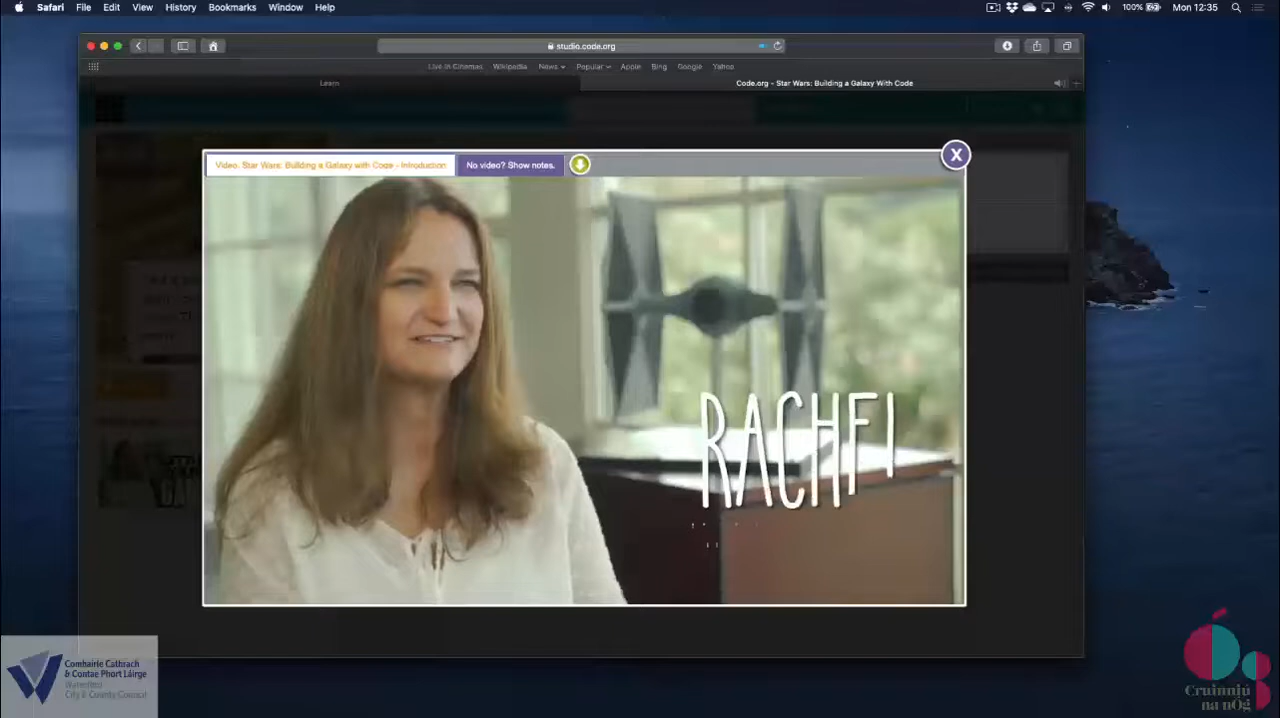 Safari File Edit View History Bookmarks Window Help 100% Mon 12:35
studio.code.org
Live in Cinemas Wikipedia News Popular Apple Bing Google Yahoo
Learn Code.org - Star Wars: Building a Galaxy With Code
Video: Star Wars: Building a Galaxy with Code - Introduction No video? Show notes. X
RACHEL
Comhairle Cathrach
& Contae Phort Láirge
Waterford
City & County Council
Cruinniú
na nÓg